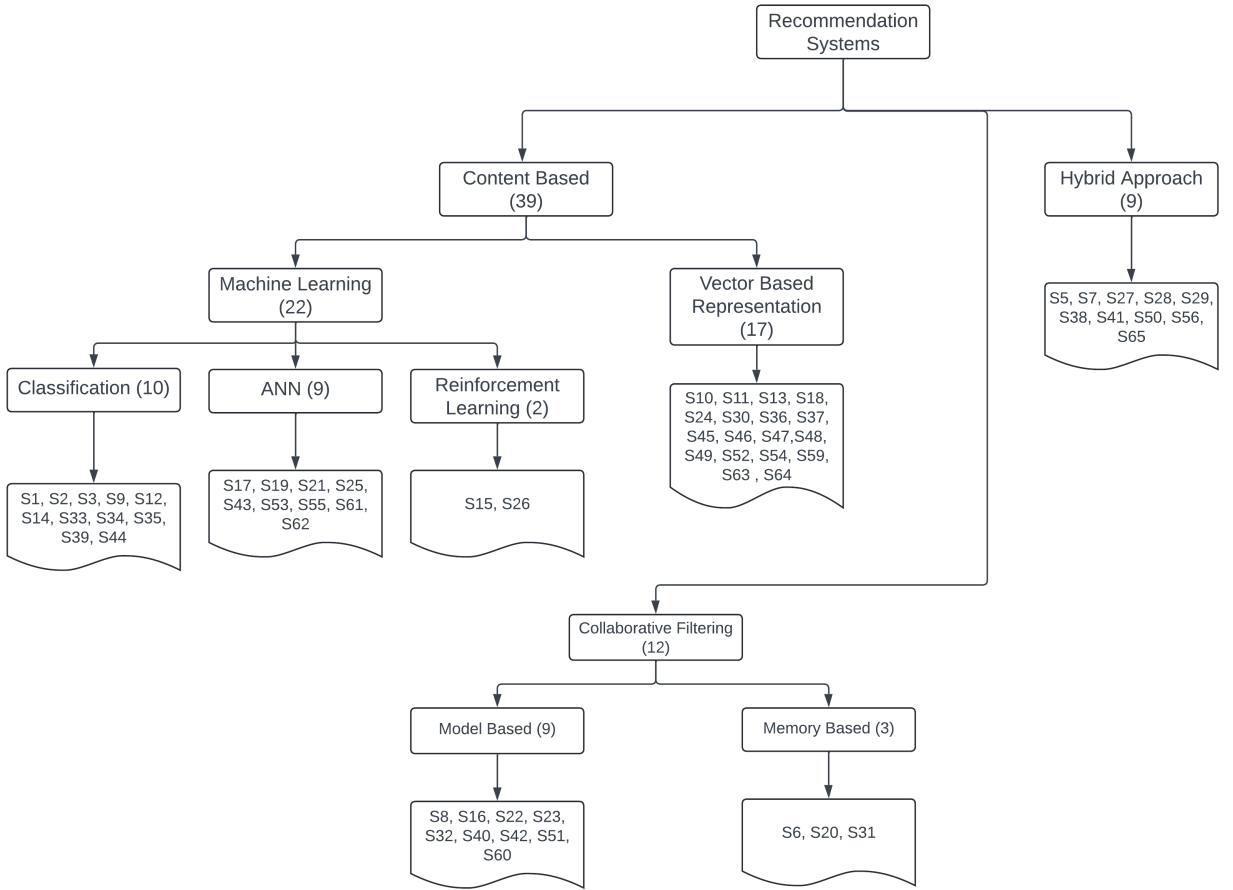 Recommendation
Systems
Content Based
(39)
Hybrid Approach
(9)
Machine Learning
(22)
Vector Based
Representation
(17)
S5, S7, S27, S28, S29,
S38, S41, S50, S56,
S65
Classification (10)
ANN (9)
Reinforcement
Learning (2)
S10, S11, S13, S18,
S24, S30, S36, S37,
S45, S46, S47,S48,
S49, S52, S54, S59,
S63 , S64
S1, S2, S3, S9, S12,
S14, S33, S34, S35,
S39, S44
S17, S19, S21, S25,
S43, S53, S55, S61,
S62
S15, S26
Collaborative Filtering
(12)
Model Based (9)
Memory Based (3)
S8, S16, S22, S23,
S32, S40, S42, S51,
S60
S6, S20, S31